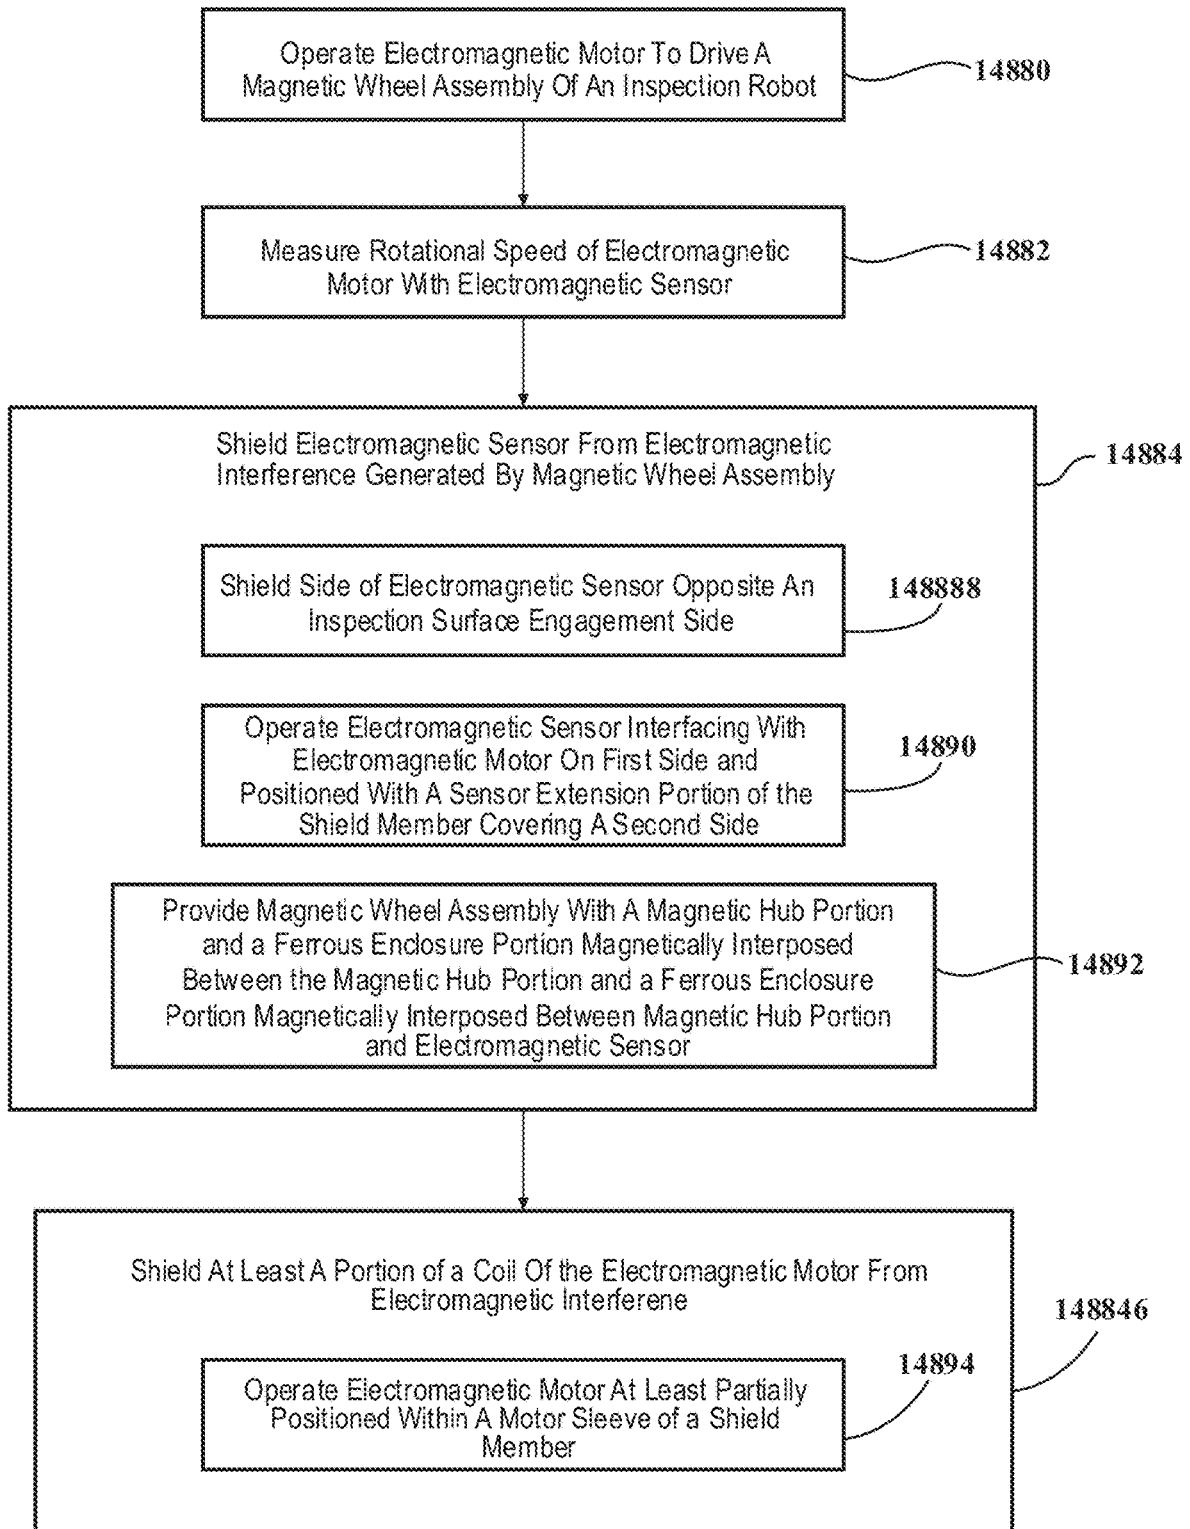 Operate Electromagnetic Motor To Drive A
Magnetic Wheel Assembly Of An Inspection Robot
14880
Measure Rotational Speed of Electromagnetic
Motor With Electromagnetic Sensor
14882
Shield Electromagnetic Sensor From Electromagnetic
Interference Generated By Magnetic Wheel Assembly
14884
Shield Side of Electromagnetic Sensor Opposite An
Inspection Surface Engagement Side
148888
Operate Electromagnetic Sensor Interfacing With
Electromagnetic Motor On First Side and
Positioned With A Sensor Extension Portion of the
Shield Member Covering A Second Side
14890
Provide Magnetic Wheel Assembly With A Magnetic Hub Portion
and a Ferrous Enclosure Portion Magnetically Interposed
Between the Magnetic Hub Portion and a Ferrous Enclosure
Portion Magnetically Interposed Between Magnetic Hub Portion
and Electromagnetic Sensor
14892
Shield At Least A Portion of a Coil Of the Electromagnetic Motor From
Electromagnetic Interferene
148846
Operate Electromagnetic Motor At Least Partially
Positioned Within A Motor Sleeve of a Shield
Member
14894